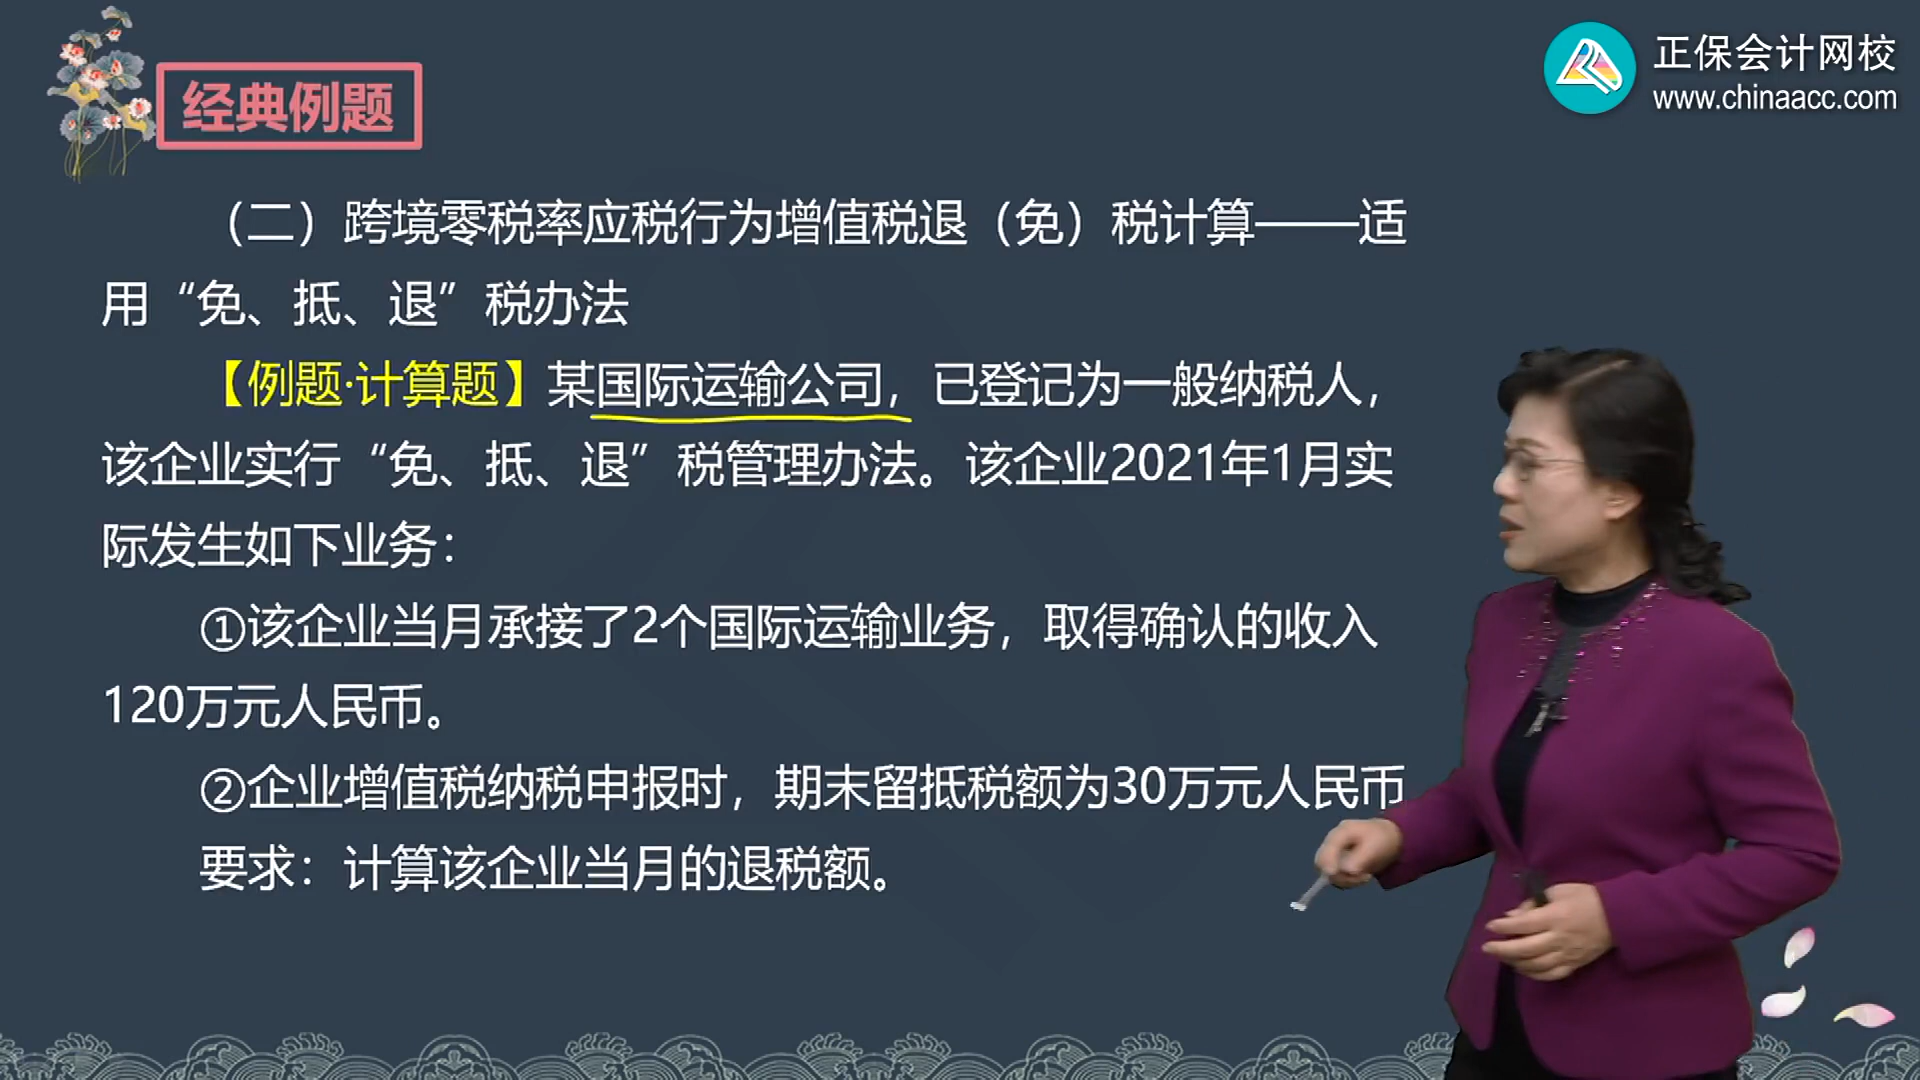 正保会计网校
www.chinaacc.com
经典例题
（二）跨境零税率应税行为增值税退（免）税计算——适
用“免、抵、退”税办法
【例题·计算题】某国际运输公司，已登记为一般纳税人，
该企业实行“免、抵、退”税管理办法。该企业2021年1月实
际发生如下业务：
①该企业当月承接了2个国际运输业务，取得确认的收入
120万元人民币。
②企业增值税纳税申报时，期末留抵税额为30万元人民币
要求：计算该企业当月的退税额。